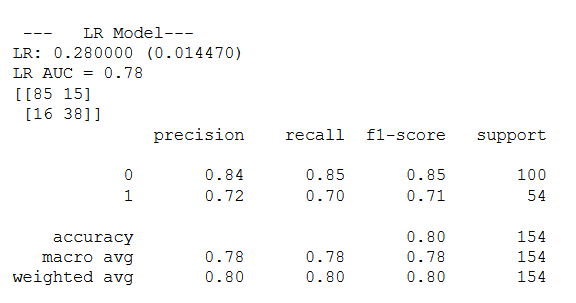 ---   LR Model---
LR: 0.280000 (0.014470)
LR AUC = 0.78
[[85 15]
 [16 38]]
              precision    recall  f1-score   support

           0       0.84      0.85      0.85       100
           1       0.72      0.70      0.71        54

    accuracy                           0.80       154
   macro avg       0.78      0.78      0.78       154
weighted avg       0.80      0.80      0.80       154